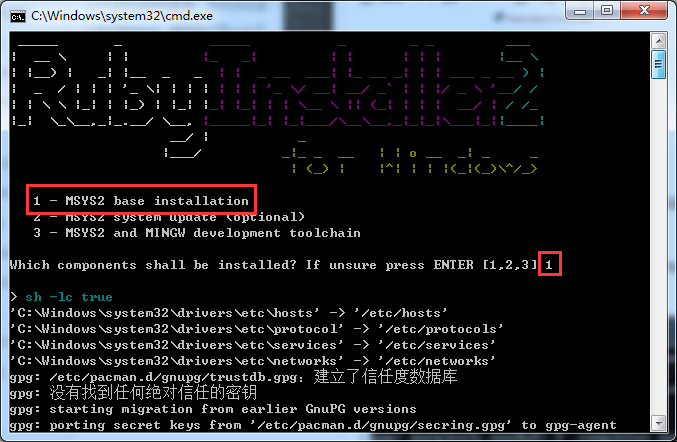 C:\Windows\system32\cmd.exe
RubyInstaller2
for Windows
1 - MSYS2 base installation
2 - MSYS2 system update (optional)
3 - MSYS2 and MINGW development toolchain
Which components shall be installed? If unsure press ENTER [1,2,3] 1
> sh -lc true
'C:\Windows\system32\drivers\etc\hosts' -> '/etc/hosts'
'C:\Windows\system32\drivers\etc\protocol' -> '/etc/protocols'
'C:\Windows\system32\drivers\etc\services' -> '/etc/services'
'C:\Windows\system32\drivers\etc\networks' -> '/etc/networks'
gpg: /etc/pacman.d/gnupg/trustdb.gpg：建立了信任度数据库
gpg: 没有找到任何绝对信任的密钥
gpg: starting migration from earlier GnuPG versions
gpg: porting secret keys from '/etc/pacman.d/gnupg/secring.gpg' to gpg-agent